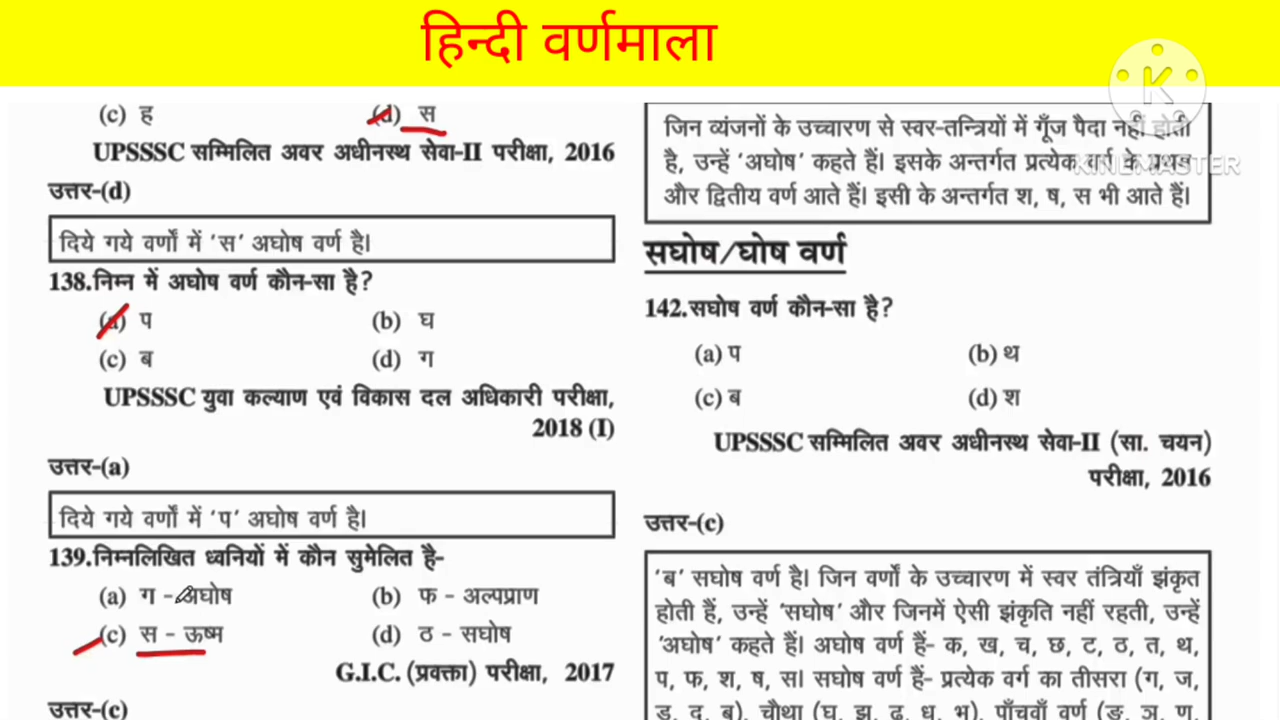 हिन्दी वर्णमाला
K
KINEMASTER
(c) ह (d) स
UPSSSC सम्मिलित अवर अधीनस्थ सेवा-II परीक्षा, 2016
उत्तर-(d)
दिये गये वर्णों में 'स' अघोष वर्ण है।
138.निम्न में अघोष वर्ण कौन-सा है?
(a) प (b) घ
(c) ब (d) ग
UPSSSC युवा कल्याण एवं विकास दल अधिकारी परीक्षा,
2018 (I)
उत्तर-(a)
दिये गये वर्णों में 'प' अघोष वर्ण है।
139.निम्नलिखित ध्वनियों में कौन सुमेलित है-
(a) ग - अघोष (b) फ - अल्पप्राण
(c) स - ऊष्म (d) ठ - सघोष
G.I.C. (प्रवक्ता) परीक्षा, 2017
उत्तर-(c)
जिन व्यंजनों के उच्चारण से स्वर-तन्त्रियों में गूँज पैदा नहीं होती
है, उन्हें 'अघोष' कहते हैं। इसके अन्तर्गत प्रत्येक वर्ग के प्रथम
और द्वितीय वर्ण आते हैं। इसी के अन्तर्गत श, ष, स भी आते हैं।
सघोष/घोष वर्ण
142.सघोष वर्ण कौन-सा है?
(a) प (b) थ
(c) ब (d) श
UPSSSC सम्मिलित अवर अधीनस्थ सेवा-II (सा. चयन)
परीक्षा, 2016
उत्तर-(c)
'ब' सघोष वर्ण है। जिन वर्णों के उच्चारण में स्वर तंत्रियाँ झंकृत
होती हैं, उन्हें 'सघोष' और जिनमें ऐसी झंकृति नहीं रहती, उन्हें
'अघोष' कहते हैं। अघोष वर्ण हैं- क, ख, च, छ, ट, ठ, त, थ,
प, फ, श, ष, स। सघोष वर्ण हैं- प्रत्येक वर्ग का तीसरा (ग, ज,
ड, द, ब), चौथा (घ, झ, ढ, ध, भ), पाँचवाँ वर्ण (ङ, ञ, ण,